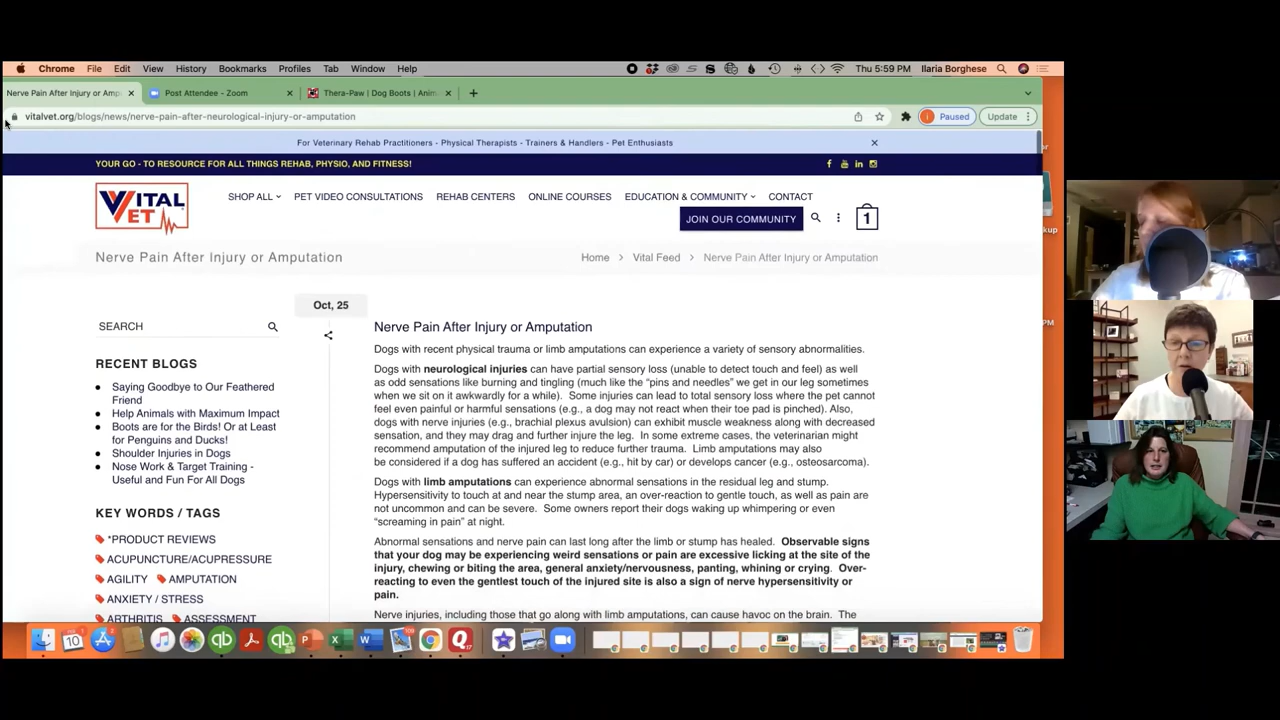 Chrome File Edit View History Bookmarks Profiles Tab Window Help Thu 5:59 PM Ilaria Borghese
Nerve Pain After Injury or Amp Post Attendee - Zoom Thera-Paw | Dog Boots | Anim
vitalvet.org/blogs/news/nerve-pain-after-neurological-injury-or-amputation Paused Update
For Veterinary Rehab Practitioners - Physical Therapists - Trainers & Handlers - Pet Enthusiasts
YOUR GO - TO RESOURCE FOR ALL THINGS REHAB, PHYSIO, AND FITNESS!
VITAL VET
SHOP ALL PET VIDEO CONSULTATIONS REHAB CENTERS ONLINE COURSES EDUCATION & COMMUNITY CONTACT
JOIN OUR COMMUNITY 1
Nerve Pain After Injury or Amputation Home > Vital Feed > Nerve Pain After Injury or Amputation
Oct, 25
SEARCH
RECENT BLOGS
Saying Goodbye to Our Feathered
Friend
Help Animals with Maximum Impact
Boots are for the Birds! Or at Least
for Penguins and Ducks!
Shoulder Injuries in Dogs
Nose Work & Target Training -
Useful and Fun For All Dogs
KEY WORDS / TAGS
*PRODUCT REVIEWS
ACUPUNCTURE/ACUPRESSURE
AGILITY AMPUTATION
ANXIETY / STRESS
ARTHRITIS ASSESSMENT
Nerve Pain After Injury or Amputation
Dogs with recent physical trauma or limb amputations can experience a variety of sensory abnormalities.
Dogs with neurological injuries can have partial sensory loss (unable to detect touch and feel) as well
as odd sensations like burning and tingling (much like the “pins and needles” we get in our leg sometimes
when we sit on it awkwardly for a while). Some injuries can lead to total sensory loss where the pet cannot
feel even painful or harmful sensations (e.g., a dog may not react when their toe pad is pinched). Also,
dogs with nerve injuries (e.g., brachial plexus avulsion) can exhibit muscle weakness along with decreased
sensation, and they may drag and further injure the leg. In some extreme cases, the veterinarian might
recommend amputation of the injured leg to reduce further trauma. Limb amputations may also
be considered if a dog has suffered an accident (e.g., hit by car) or develops cancer (e.g., osteosarcoma).
Dogs with limb amputations can experience abnormal sensations in the residual leg and stump.
Hypersensitivity to touch at and near the stump area, an over-reaction to gentle touch, as well as pain are
not uncommon and can be severe. Some owners report their dogs waking up whimpering or even
“screaming in pain” at night.
Abnormal sensations and nerve pain can last long after the limb or stump has healed. Observable signs
that your dog may be experiencing weird sensations or pain are excessive licking at the site of the
injury, chewing or biting the area, general anxiety/nervousness, panting, whining or crying. Over-
reacting to even the gentlest touch of the injured site is also a sign of nerve hypersensitivity or
pain.
Nerve injuries, including those that go along with limb amputations, can cause havoc on the brain. The